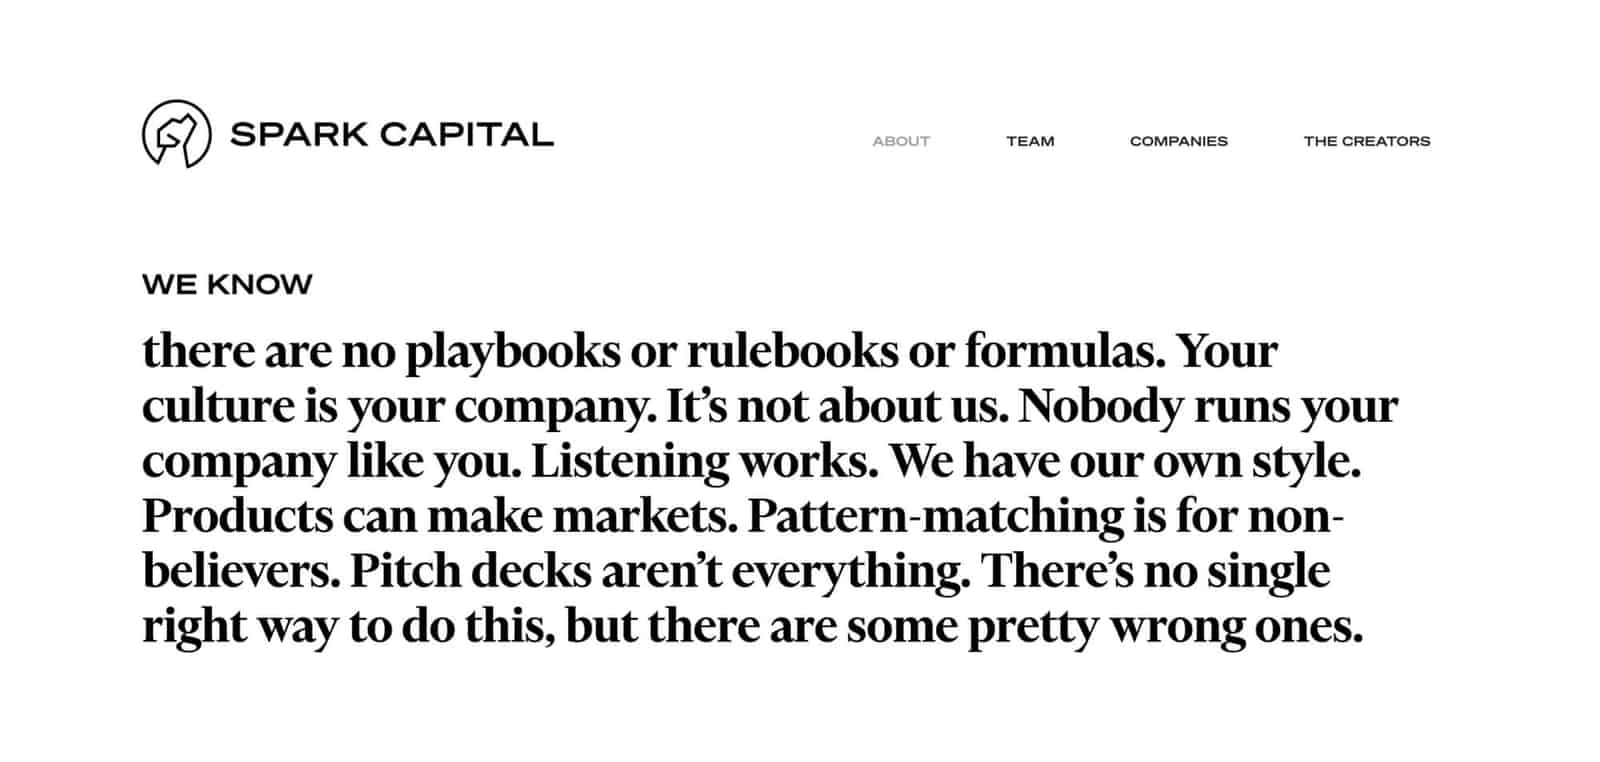 SPARK CAPITAL
ABOUT
TEAM
COMPANIES
THE CREATORS
WE KNOW
there are no playbooks or rulebooks or formulas. Your
culture is your company. It’s not about us. Nobody runs your
company like you. Listening works. We have our own style.
Products can make markets. Pattern-matching is for non-
believers. Pitch decks aren’t everything. There’s no single
right way to do this, but there are some pretty wrong ones.